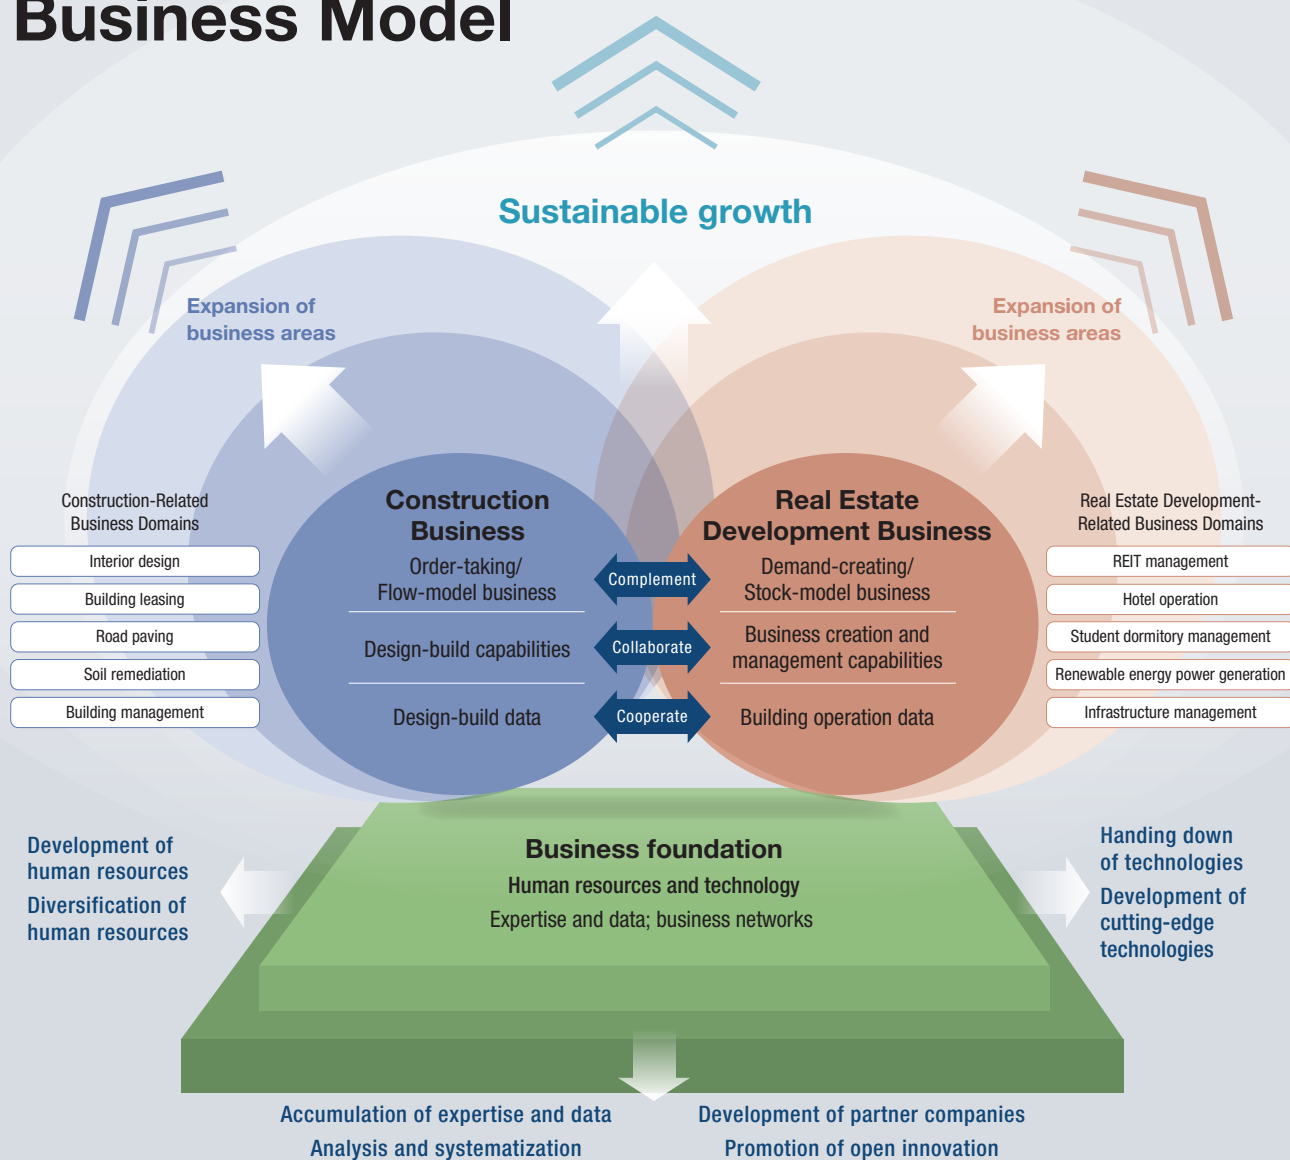 Business Model
Sustainable growth
Expansion of
business areas
Expansion of
business areas
Construction-Related
Business Domains
Interior design
Building leasing
Road paving
Soil remediation
Building management
Construction
Business
Order-taking/
Flow-model business
Design-build capabilities
Design-build data
Complement
Collaborate
Cooperate
Real Estate
Development Business
Demand-creating/
Stock-model business
Business creation and
management capabilities
Building operation data
Real Estate Development-
Related Business Domains
REIT management
Hotel operation
Student dormitory management
Renewable energy power generation
Infrastructure management
Business foundation
Human resources and technology
Expertise and data; business networks
Development of
human resources
Diversification of
human resources
Handing down
of technologies
Development of
cutting-edge
technologies
Accumulation of expertise and data
Analysis and systematization
Development of partner companies
Promotion of open innovation